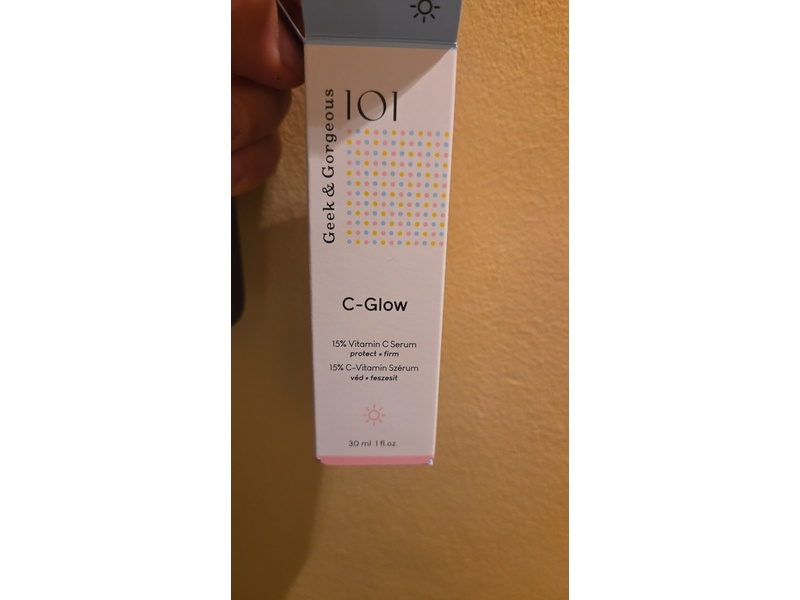 Geek & Gorgeous
101
C-Glow
15% Vitamin C Serum
protect • firm
15% C-Vitamin Szérum
véd • feszesít
30 ml 1 fl.oz.